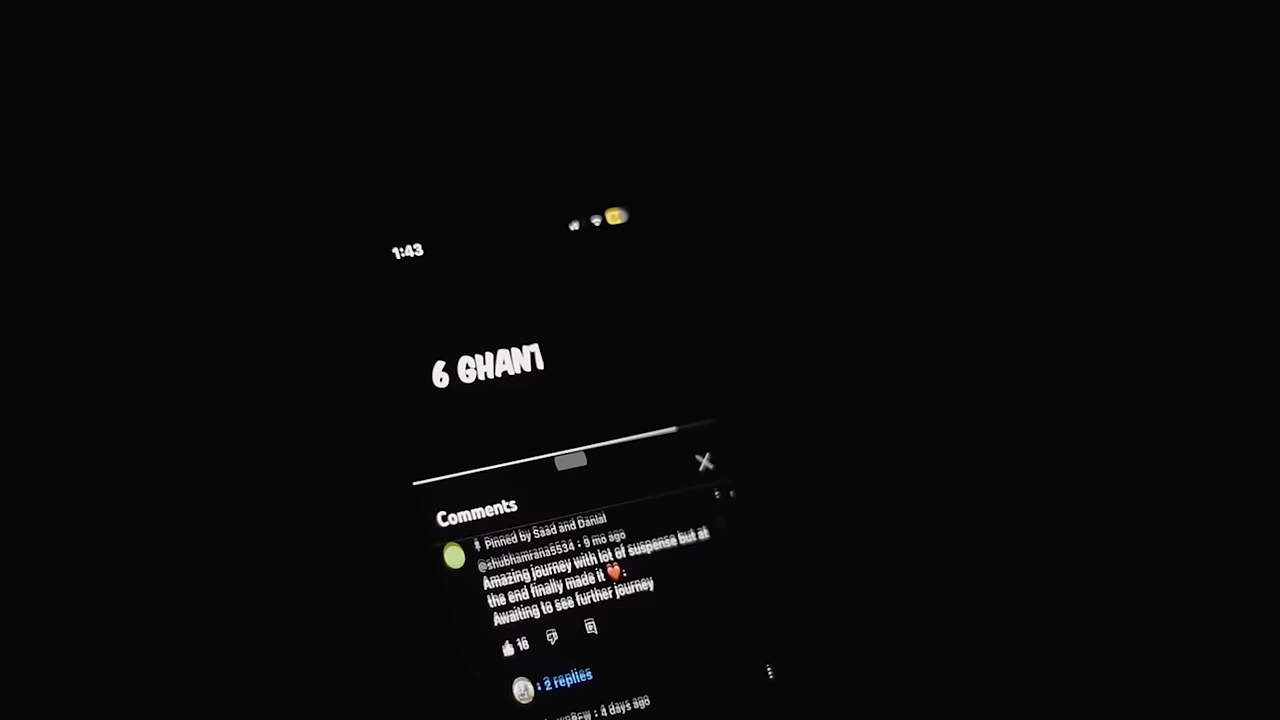 1:43
6 GHANT
Comments
Pinned by Saad and Danial
@shubhamrana5534 · 9 mo ago
Amazing journey with lot of suspense but at
the end finally made it ❤️
Awaiting to see further journey
16
2 replies
· 4 days ago